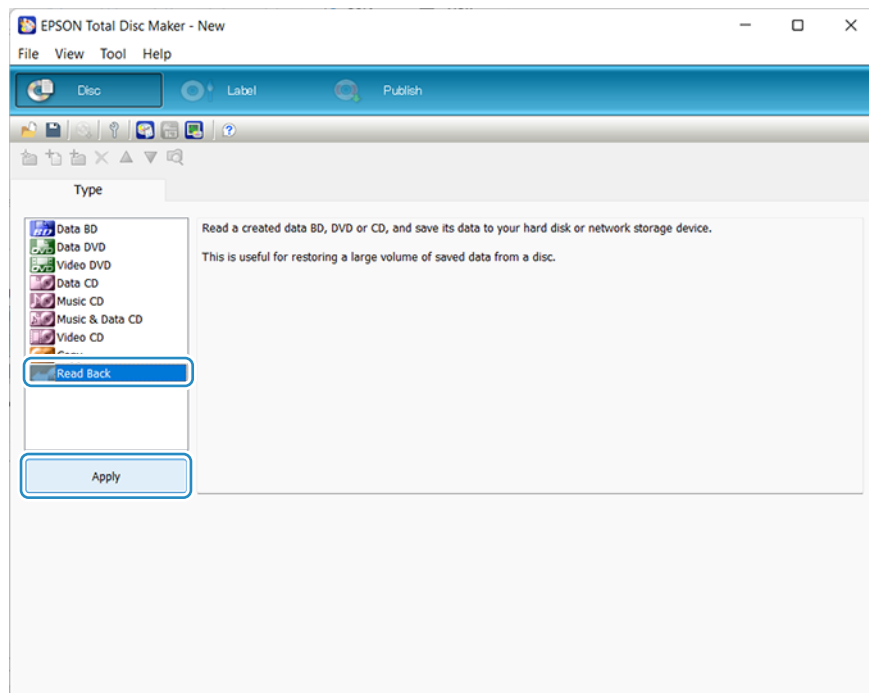 EPSON Total Disc Maker - New
File View Tool Help
Disc Label Publish
Type
Data BD
Data DVD
Video DVD
Data CD
Music CD
Music & Data CD
Video CD
Read Back
Apply
Read a created data BD, DVD or CD, and save its data to your hard disk or network storage device.
This is useful for restoring a large volume of saved data from a disc.